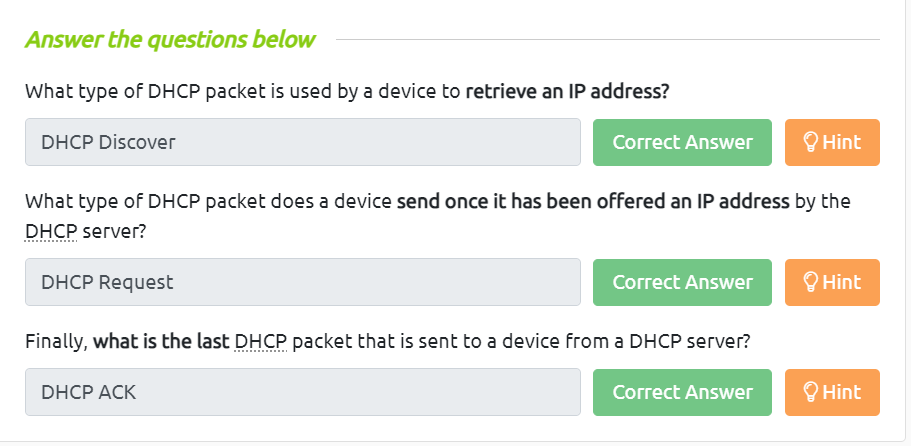 Answer the questions below
What type of DHCP packet is used by a device to retrieve an IP address?
DHCP Discover
Correct Answer
Hint
What type of DHCP packet does a device send once it has been offered an IP address by the
DHCP server?
DHCP Request
Correct Answer
Hint
Finally, what is the last DHCP packet that is sent to a device from a DHCP server?
DHCP ACK
Correct Answer
Hint